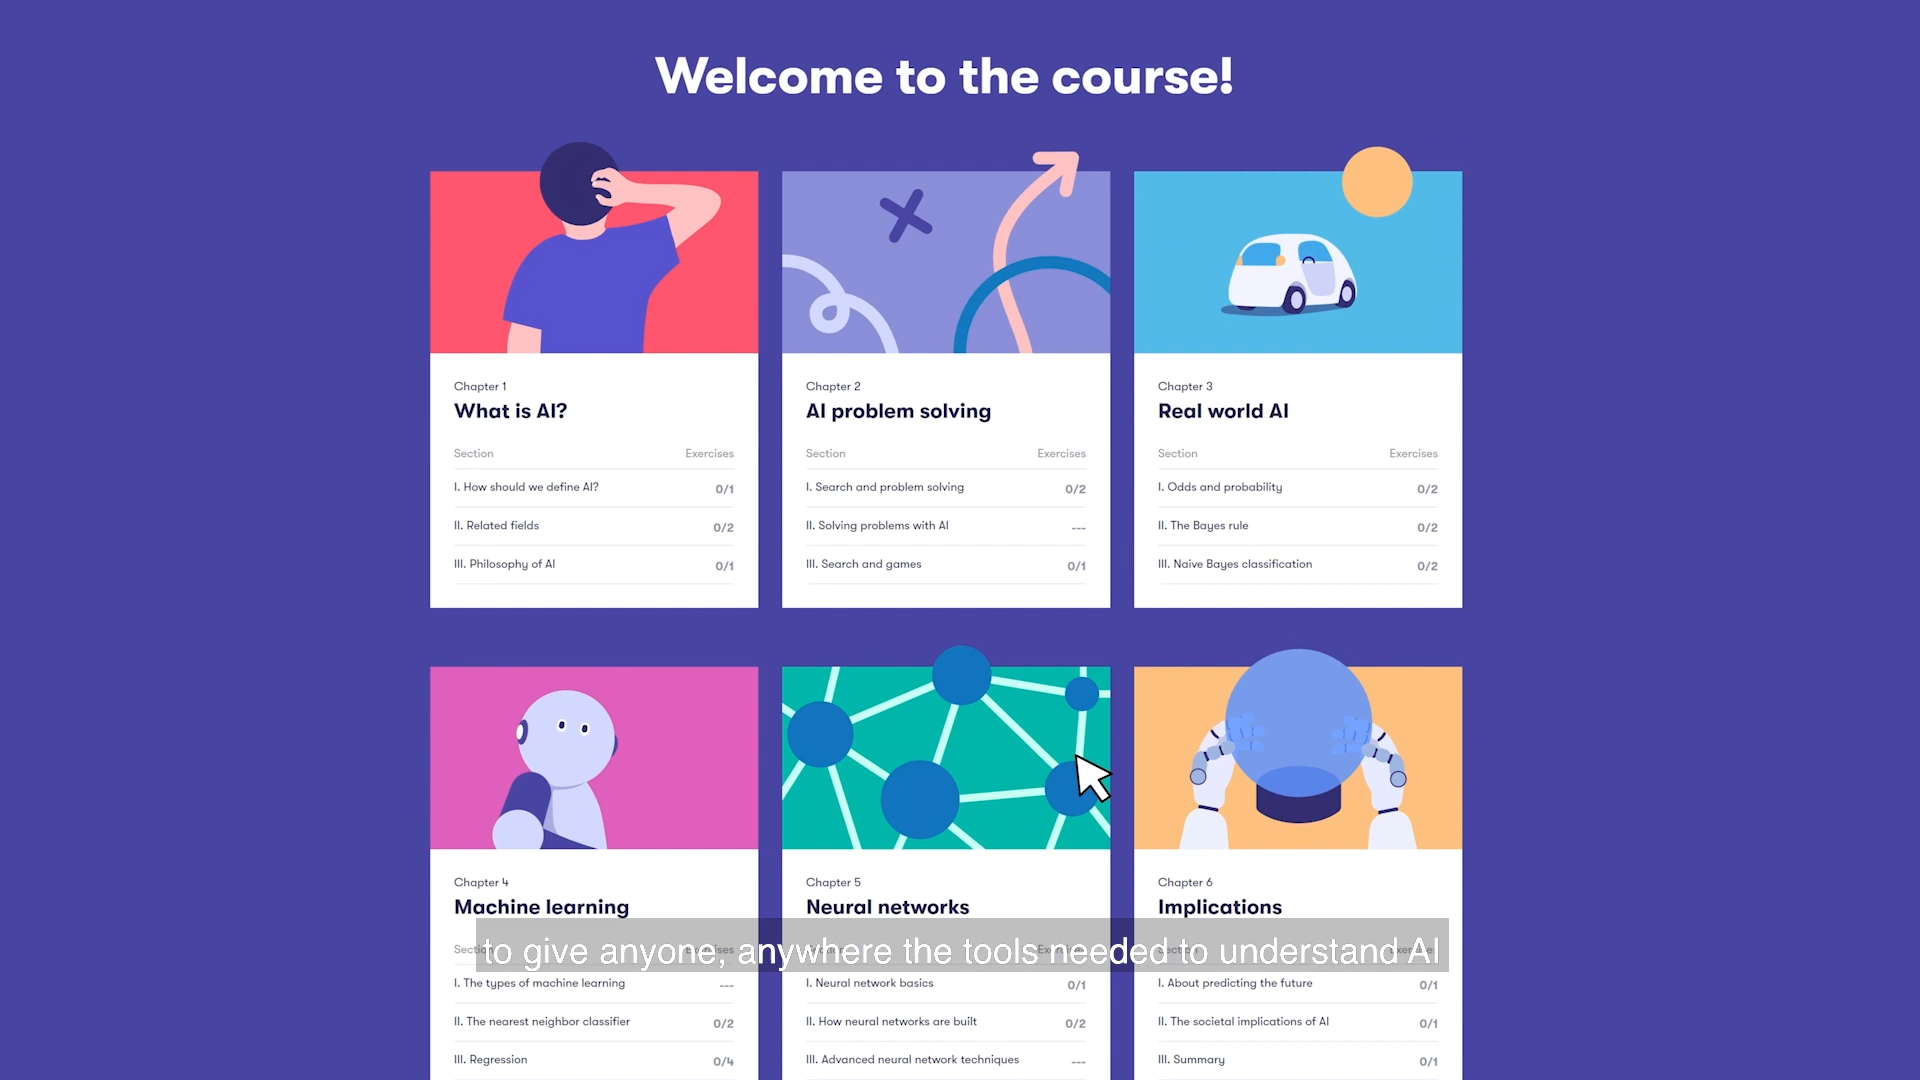 Welcome to the course!
Chapter 1
What is AI?
Section Exercises
I. How should we define AI? 0/1
II. Related fields 0/2
III. Philosophy of AI 0/1
Chapter 2
AI problem solving
Section Exercises
I. Search and problem solving 0/2
II. Solving problems with AI ---
III. Search and games 0/1
Chapter 3
Real world AI
Section Exercises
I. Odds and probability 0/2
II. The Bayes rule 0/2
III. Naive Bayes classification 0/2
Chapter 4
Machine learning
Section Exercises
I. The types of machine learning ---
II. The nearest neighbor classifier 0/2
III. Regression 0/4
Chapter 5
Neural networks
I. Neural network basics 0/1
II. How neural networks are built 0/2
III. Advanced neural network techniques ---
Chapter 6
Implications
Section Exercises
I. About predicting the future 0/1
II. The societal implications of AI 0/1
III. Summary 0/1
to give anyone, anywhere the tools needed to understand AI